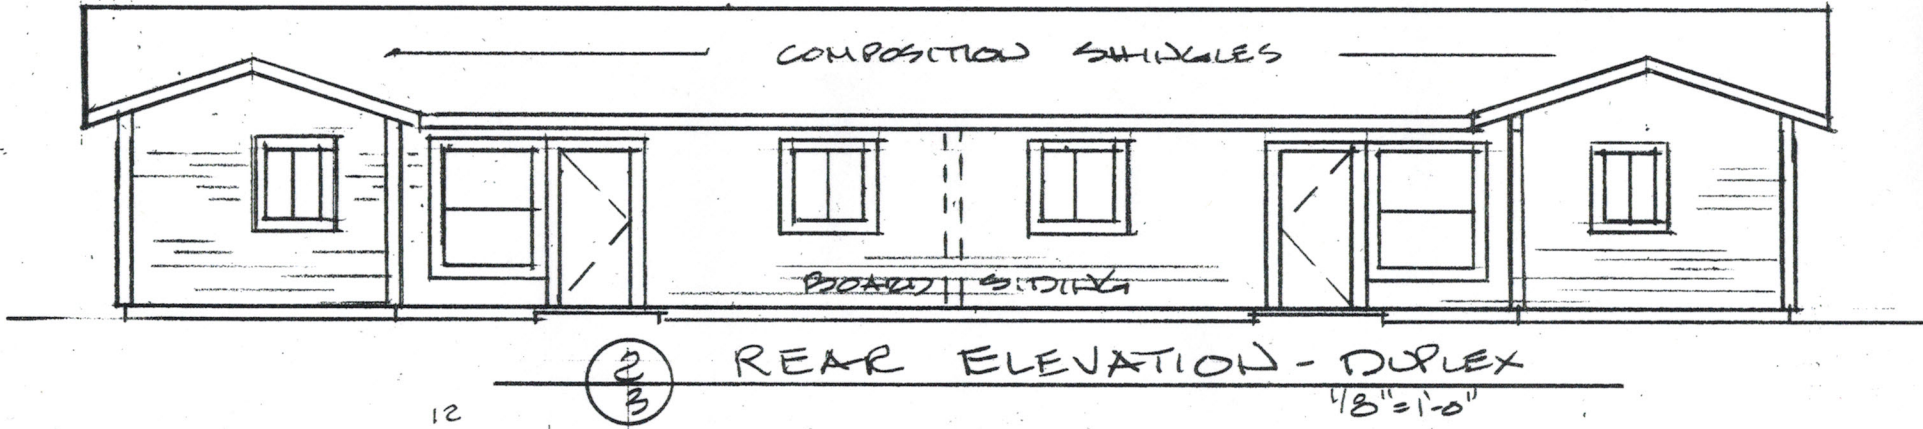 COMPOSITION SHINGLES
BOARD SIDING
2
3
REAR ELEVATION - DUPLEX
1/8"=1'-0"
12